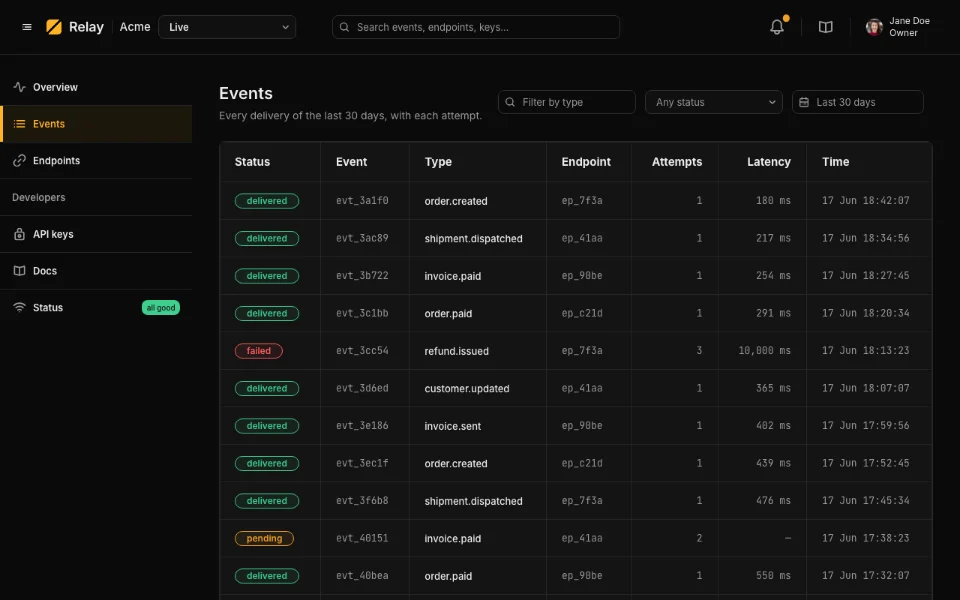 Relay Acme Live Search events, endpoints, keys... Jane Doe
Owner
Overview
Events
Endpoints
Developers
API keys
Docs
Status all good
Events
Every delivery of the last 30 days, with each attempt.
Filter by type Any status Last 30 days
Status Event Type Endpoint Attempts Latency Time
delivered evt_3a1f0 order.created ep_7f3a 1 180 ms 17 Jun 18:42:07
delivered evt_3ac89 shipment.dispatched ep_41aa 1 217 ms 17 Jun 18:34:56
delivered evt_3b722 invoice.paid ep_90be 1 254 ms 17 Jun 18:27:45
delivered evt_3c1bb order.paid ep_c21d 1 291 ms 17 Jun 18:20:34
failed evt_3cc54 refund.issued ep_7f3a 3 10,000 ms 17 Jun 18:13:23
delivered evt_3d6ed customer.updated ep_41aa 1 365 ms 17 Jun 18:07:07
delivered evt_3e186 invoice.sent ep_90be 1 402 ms 17 Jun 17:59:56
delivered evt_3ec1f order.created ep_c21d 1 439 ms 17 Jun 17:52:45
delivered evt_3f6b8 shipment.dispatched ep_7f3a 1 476 ms 17 Jun 17:45:34
pending evt_40151 invoice.paid ep_41aa 2 – 17 Jun 17:38:23
delivered evt_40bea order.paid ep_90be 1 550 ms 17 Jun 17:32:07